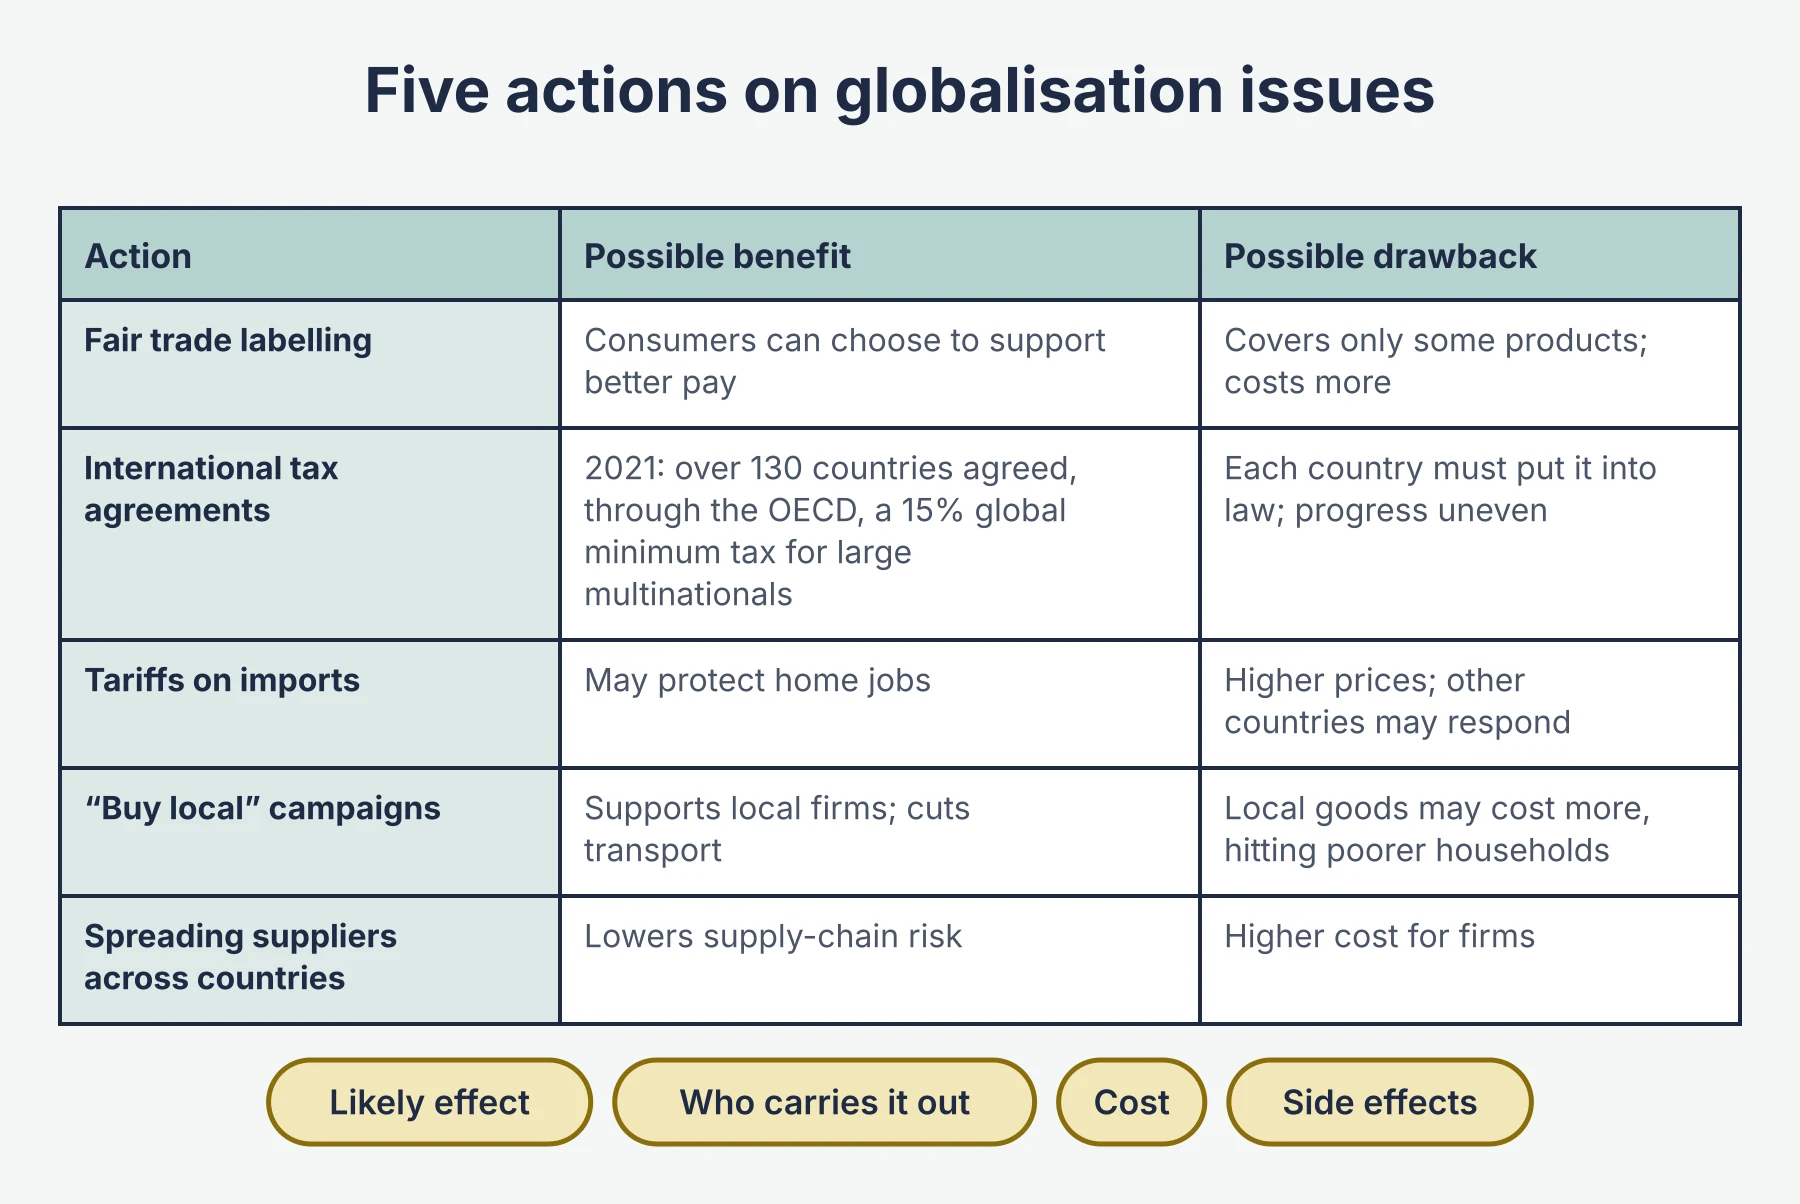 Five actions on globalisation issues
Action
Possible benefit
Possible drawback
Fair trade labelling
Consumers can choose to support
better pay
Covers only some products;
costs more
International tax
agreements
2021: over 130 countries agreed,
through the OECD, a 15% global
minimum tax for large
multinationals
Each country must put it into
law; progress uneven
Tariffs on imports
May protect home jobs
Higher prices; other
countries may respond
“Buy local” campaigns
Supports local firms; cuts
transport
Local goods may cost more,
hitting poorer households
Spreading suppliers
across countries
Lowers supply-chain risk
Higher cost for firms
Likely effect
Who carries it out
Cost
Side effects